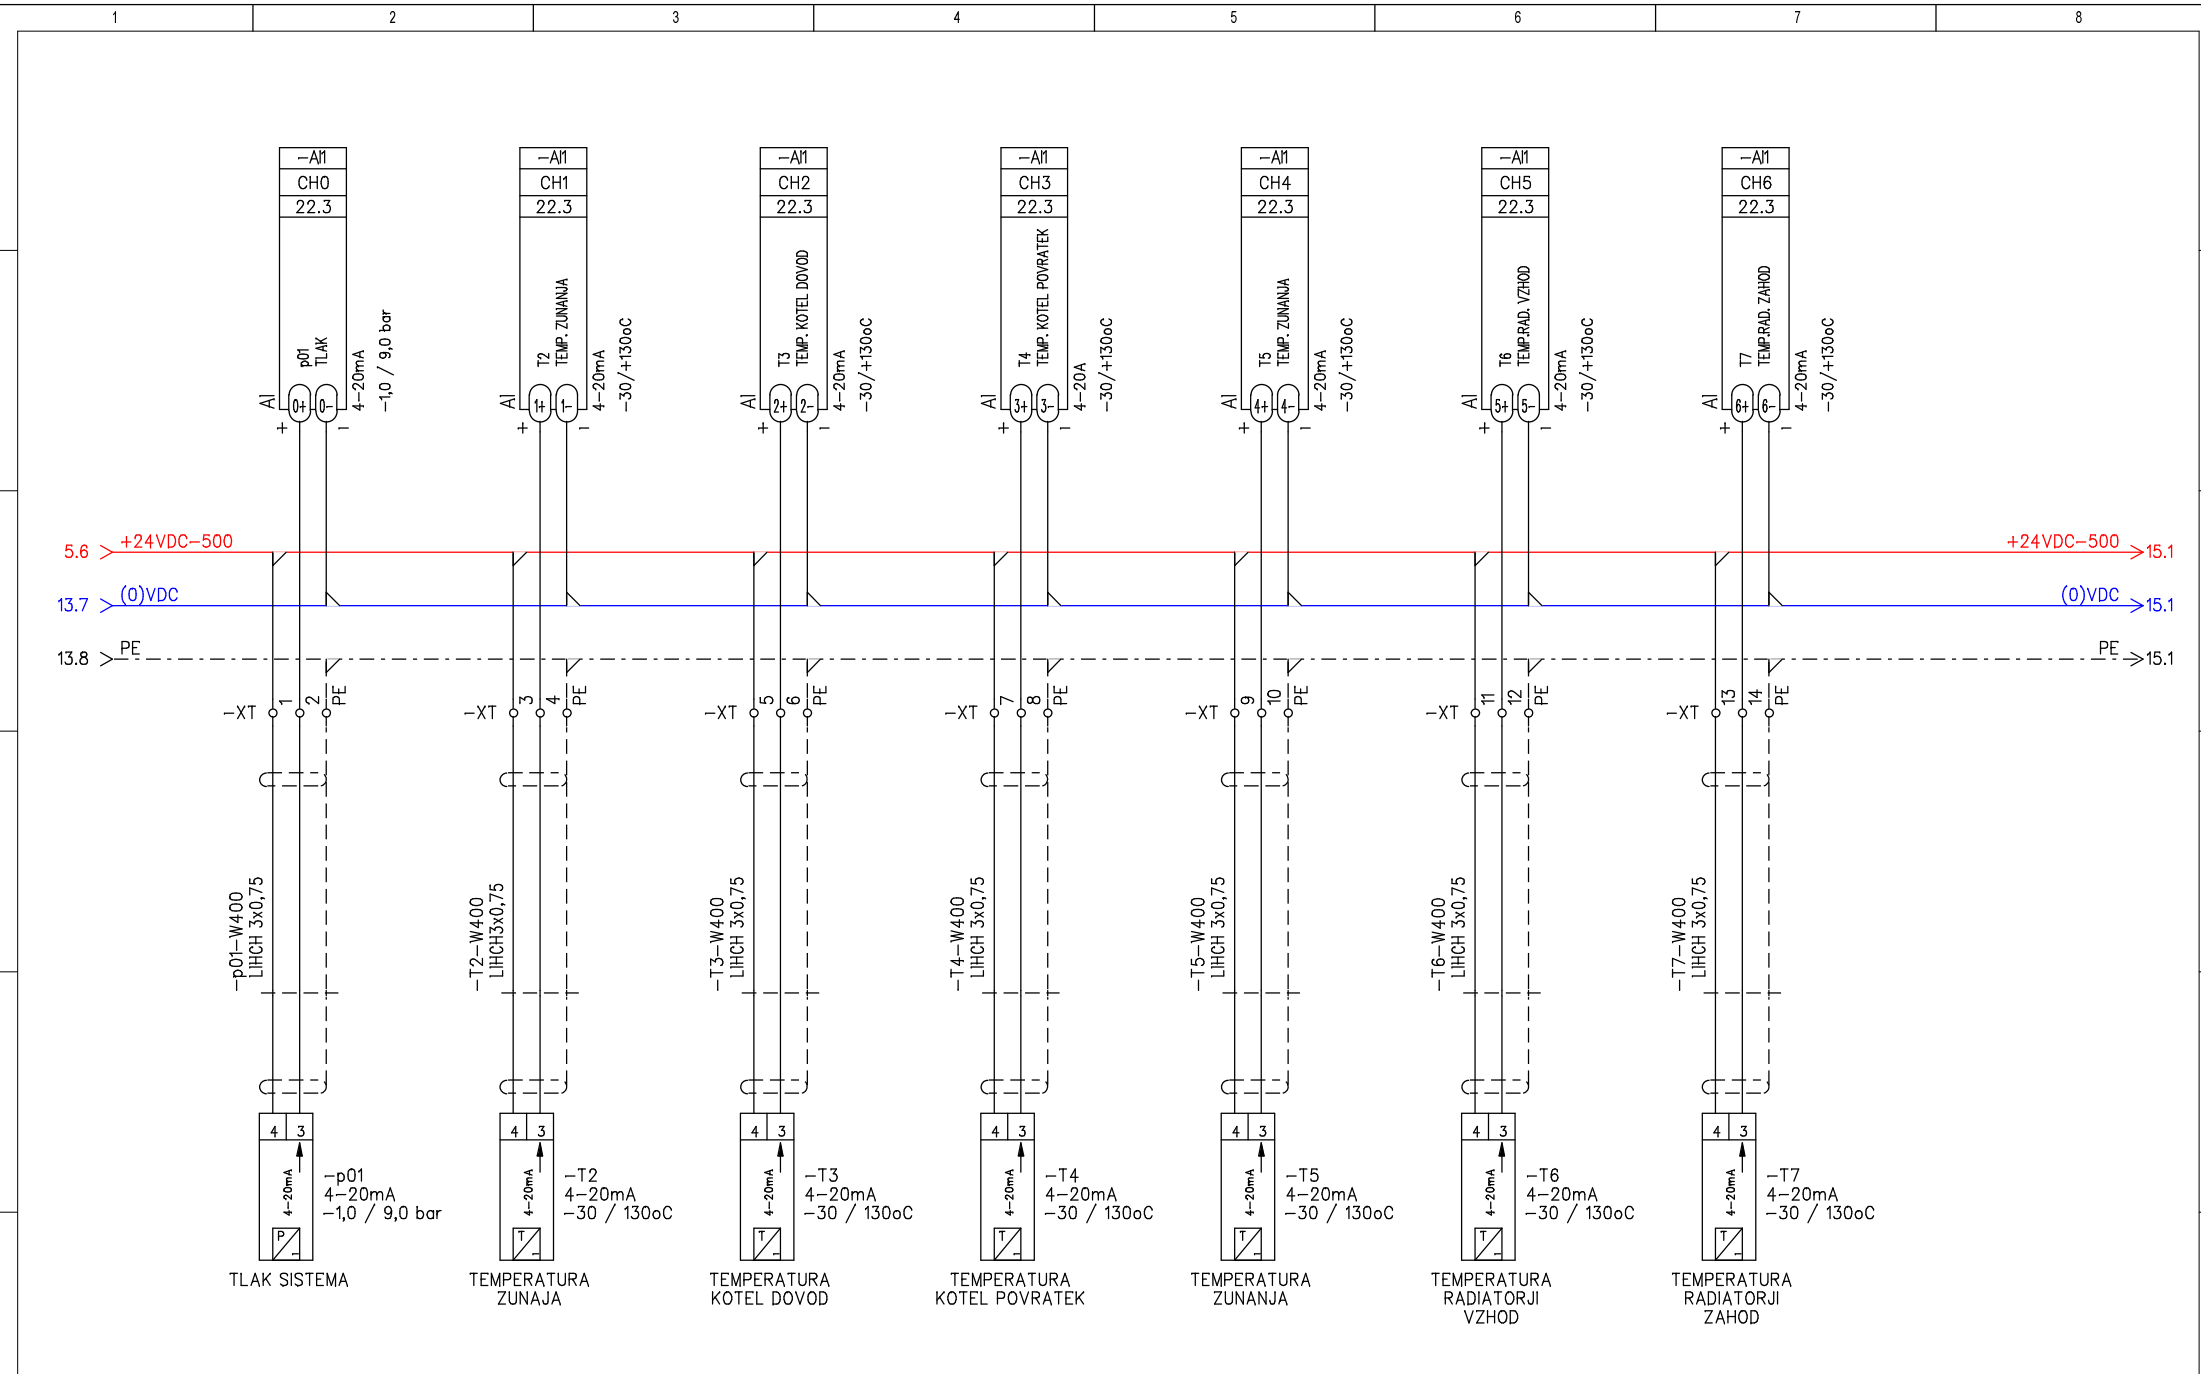 1 2 3 4 5 6 7 8
-AI1 -AI1 -AI1 -AI1 -AI1 -AI1 -AI1
CH0 CH1 CH2 CH3 CH4 CH5 CH6
22.3 22.3 22.3 22.3 22.3 22.3 22.3
p01
TLAK
4-20mA
-1,0 / 9,0 bar
T2
TEMP. ZUNANJA
4-20mA
-30/+130oC
T3
TEMP. KOTEL DOVOD
4-20mA
-30/+130oC
T4
TEMP. KOTEL POVRATEK
4-20A
-30/+130oC
T5
TEMP. ZUNANJA
4-20mA
-30/+130oC
T6
TEMP.RAD. VZHOD
4-20mA
-30/+130oC
T7
TEMP.RAD. ZAHOD
4-20mA
-30/+130oC
AI 0+ 0- AI 1+ 1- AI 2+ 2- AI 3+ 3- AI 4+ 4- AI 5+ 5- AI 6+ 6-
+ - + - + - + - + - + - + -
5.6 +24VDC-500 +24VDC-500 15.1
13.7 (0)VDC (0)VDC 15.1
13.8 PE PE 15.1
-XT 1 2 PE -XT 3 4 PE -XT 5 6 PE -XT 7 8 PE -XT 9 10 PE -XT 11 12 PE -XT 13 14 PE
-p01-W400
LIHCH 3x0,75
-T2-W400
LIHCH3x0,75
-T3-W400
LIHCH 3x0,75
-T4-W400
LIHCH 3x0,75
-T5-W400
LIHCH 3x0,75
-T6-W400
LIHCH 3x0,75
-T7-W400
LIHCH 3x0,75
4 3 4 3 4 3 4 3 4 3 4 3 4 3
4-20mA
P
I
-p01
4-20mA
-1,0 / 9,0 bar
TLAK SISTEMA
4-20mA
T
I
-T2
4-20mA
-30 / 130oC
TEMPERATURA
ZUNAJA
4-20mA
T
I
-T3
4-20mA
-30 / 130oC
TEMPERATURA
KOTEL DOVOD
4-20mA
T
I
-T4
4-20mA
-30 / 130oC
TEMPERATURA
KOTEL POVRATEK
4-20mA
T
I
-T5
4-20mA
-30 / 130oC
TEMPERATURA
ZUNANJA
4-20mA
T
I
-T6
4-20mA
-30 / 130oC
TEMPERATURA
RADIATORJI
VZHOD
4-20mA
T
I
-T7
4-20mA
-30 / 130oC
TEMPERATURA
RADIATORJI
ZAHOD